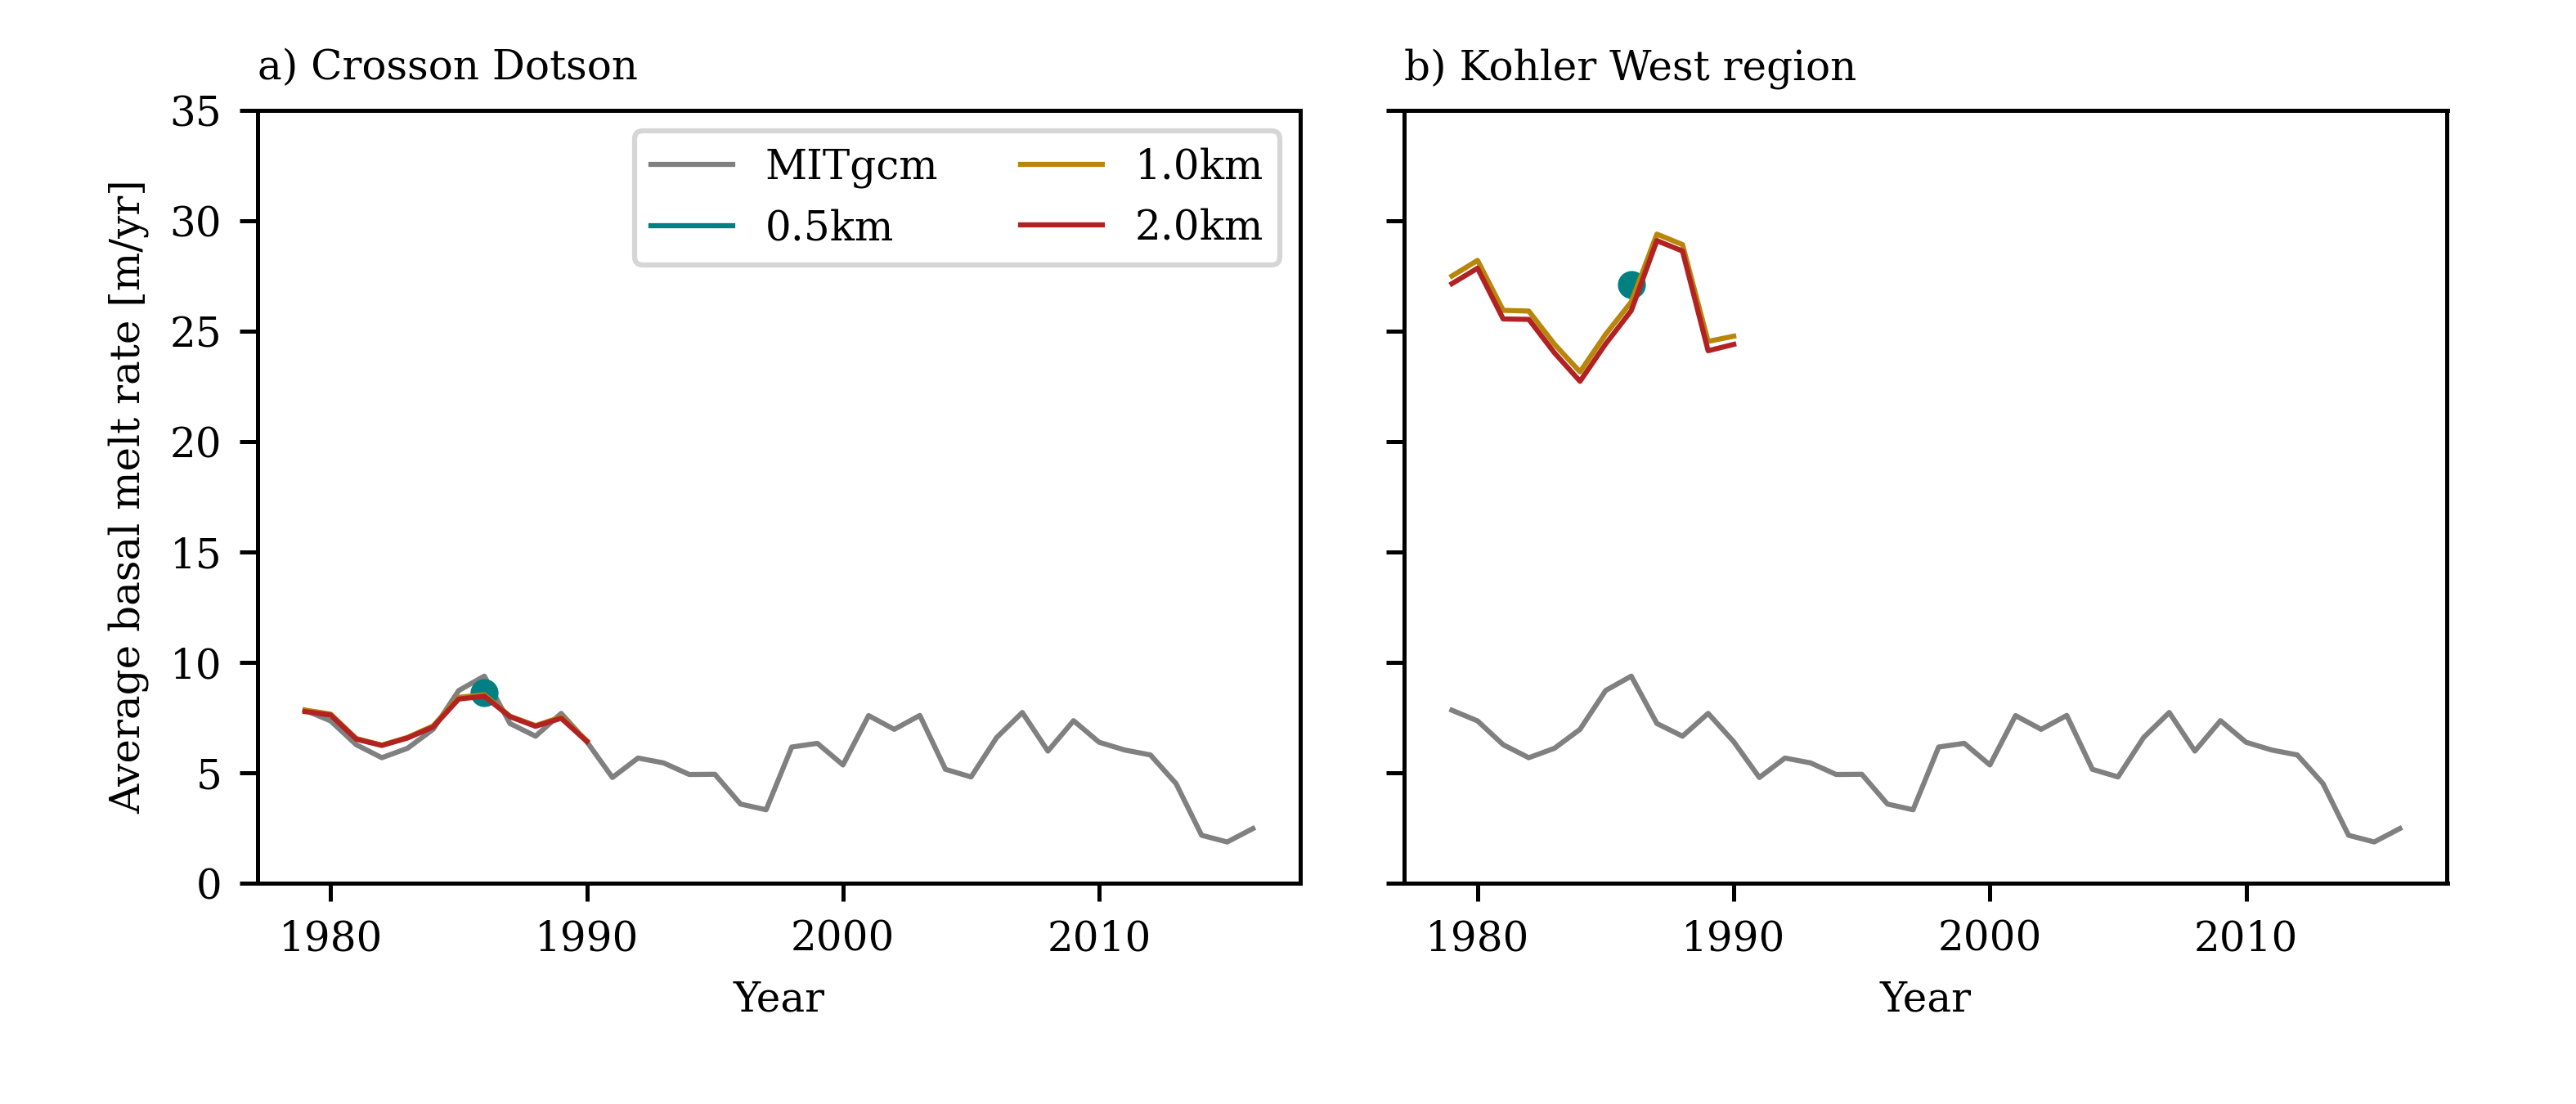 a) Crosson Dotson
b) Kohler West region
Average basal melt rate [m/yr]
35
30
25
20
15
10
5
0
MITgcm
1.0km
0.5km
2.0km
1980 1990 2000 2010
1980 1990 2000 2010
Year
Year